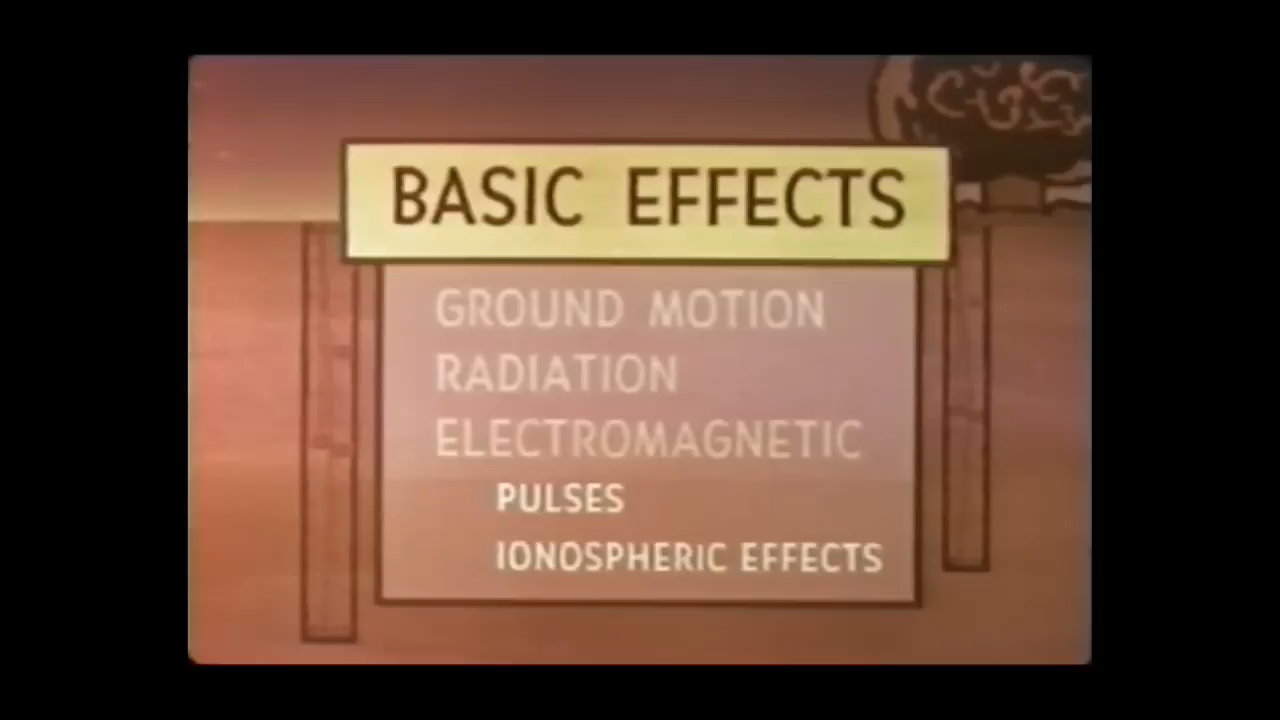 BASIC EFFECTS
GROUND MOTION
RADIATION
ELECTROMAGNETIC
PULSES
IONOSPHERIC EFFECTS